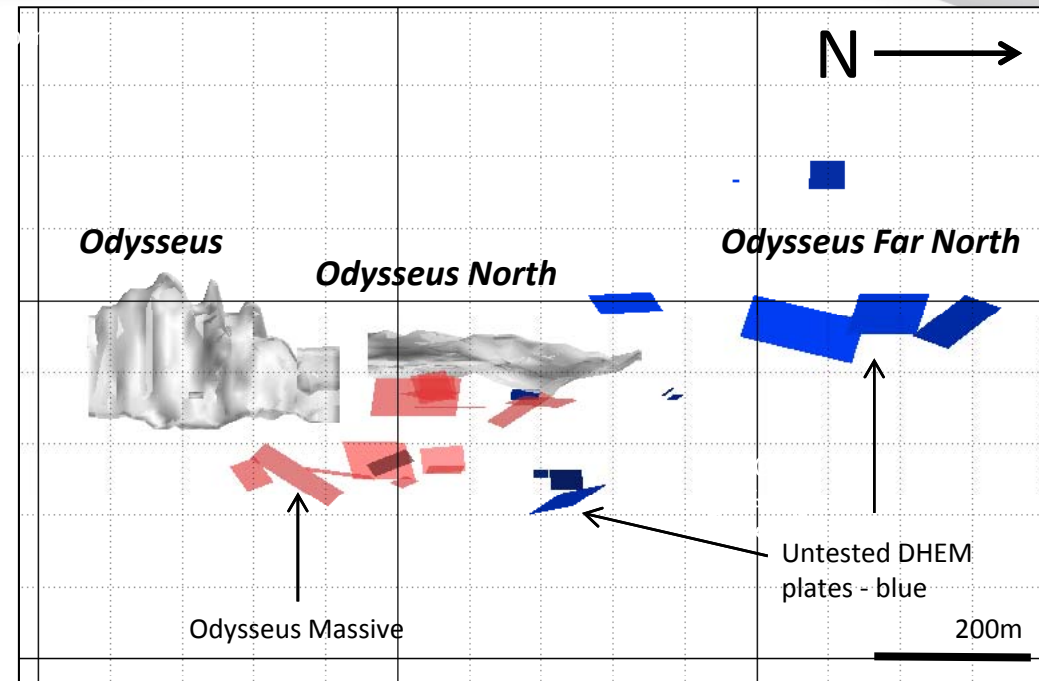 N
Odysseus
Odysseus Far North
Odysseus North
Untested DHEM
plates - blue
Odysseus Massive
200m